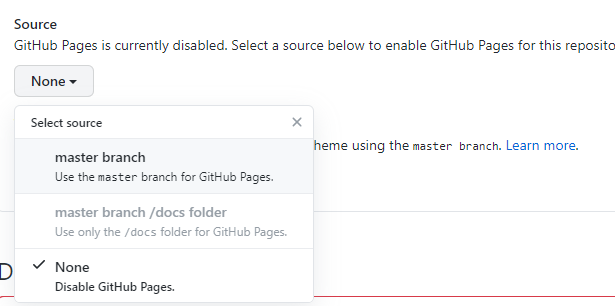 Source
GitHub Pages is currently disabled. Select a source below to enable GitHub Pages for this reposito
None
Select source
heme using the master branch. Learn more.
master branch
Use the master branch for GitHub Pages.
master branch /docs folder
Use only the /docs folder for GitHub Pages.
None
Disable GitHub Pages.
D